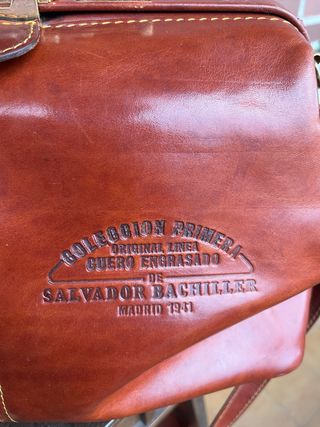 COLECCION PRIMERA
ORIGINAL LINEA
CUERO ENGRASADO
DE
SALVADOR BACHILLER
MADRID 1941